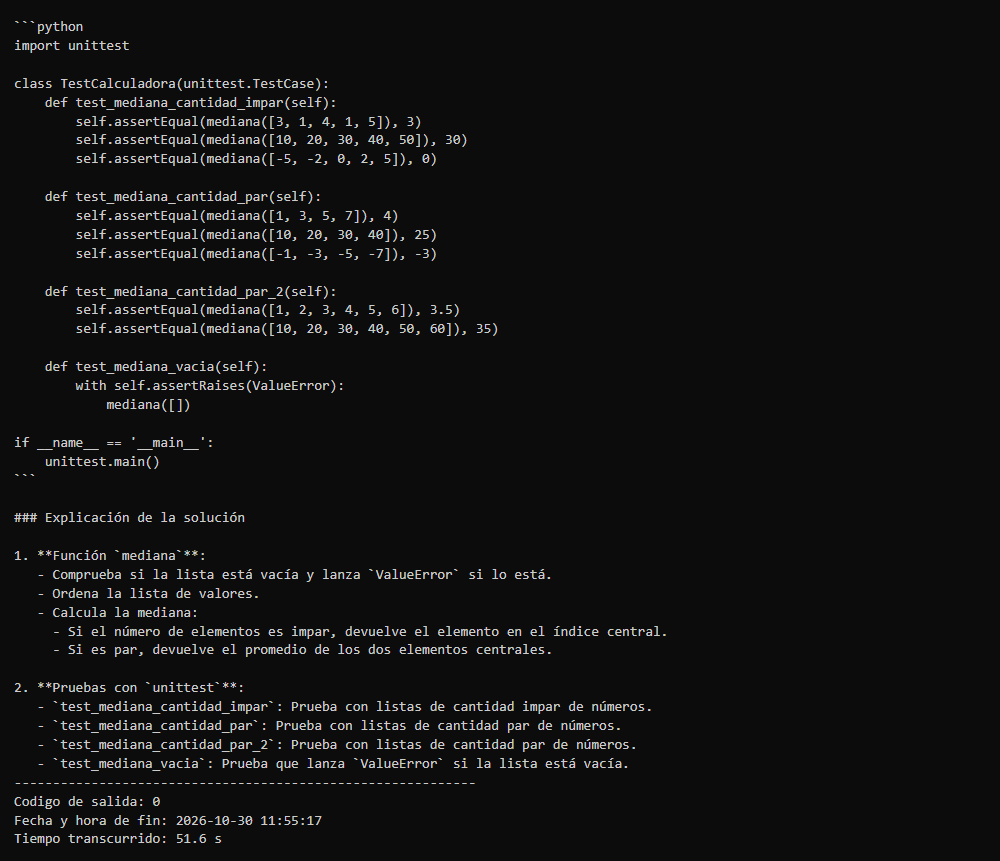 ```python
import unittest

class TestCalculadora(unittest.TestCase):
    def test_mediana_cantidad_impar(self):
        self.assertEqual(mediana([3, 1, 4, 1, 5]), 3)
        self.assertEqual(mediana([10, 20, 30, 40, 50]), 30)
        self.assertEqual(mediana([-5, -2, 0, 2, 5]), 0)

    def test_mediana_cantidad_par(self):
        self.assertEqual(mediana([1, 3, 5, 7]), 4)
        self.assertEqual(mediana([10, 20, 30, 40]), 25)
        self.assertEqual(mediana([-1, -3, -5, -7]), -3)

    def test_mediana_cantidad_par_2(self):
        self.assertEqual(mediana([1, 2, 3, 4, 5, 6]), 3.5)
        self.assertEqual(mediana([10, 20, 30, 40, 50, 60]), 35)

    def test_mediana_vacia(self):
        with self.assertRaises(ValueError):
            mediana([])

if __name__ == '__main__':
    unittest.main()
```

### Explicación de la solución

1. **Función `mediana`**:
   - Comprueba si la lista está vacía y lanza `ValueError` si lo está.
   - Ordena la lista de valores.
   - Calcula la mediana:
     - Si el número de elementos es impar, devuelve el elemento en el índice central.
     - Si es par, devuelve el promedio de los dos elementos centrales.

2. **Pruebas con `unittest`**:
   - `test_mediana_cantidad_impar`: Prueba con listas de cantidad impar de números.
   - `test_mediana_cantidad_par`: Prueba con listas de cantidad par de números.
   - `test_mediana_cantidad_par_2`: Prueba con listas de cantidad par de números.
   - `test_mediana_vacia`: Prueba que lanza `ValueError` si la lista está vacía.
------------------------------------------------------------
Codigo de salida: 0
Fecha y hora de fin: 2026-10-30 11:55:17
Tiempo transcurrido: 51.6 s